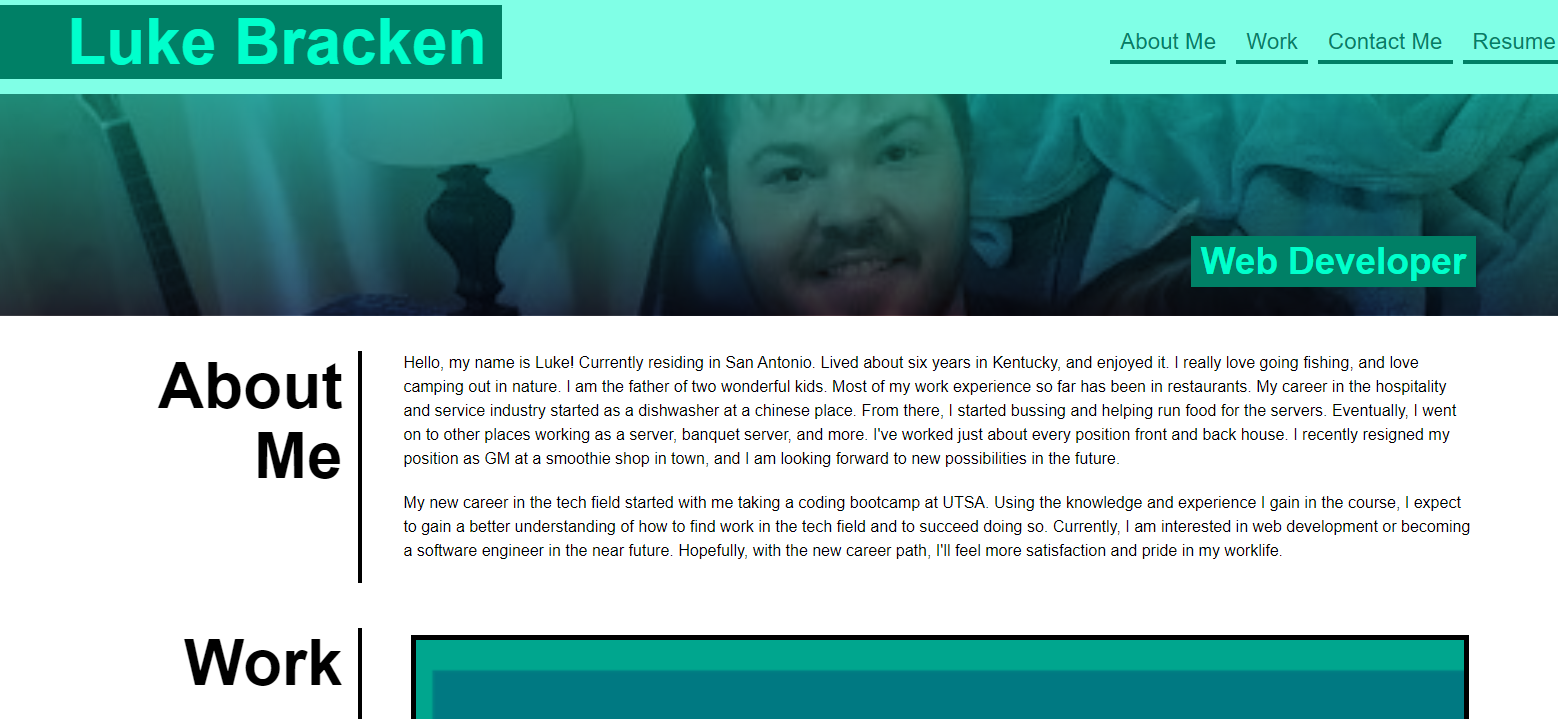 Luke Bracken
About Me Work Contact Me Resume
Web Developer
About
Me
Hello, my name is Luke! Currently residing in San Antonio. Lived about six years in Kentucky, and enjoyed it. I really love going fishing, and love
camping out in nature. I am the father of two wonderful kids. Most of my work experience so far has been in restaurants. My career in the hospitality
and service industry started as a dishwasher at a chinese place. From there, I started bussing and helping run food for the servers. Eventually, I went
on to other places working as a server, banquet server, and more. I've worked just about every position front and back house. I recently resigned my
position as GM at a smoothie shop in town, and I am looking forward to new possibilities in the future.
My new career in the tech field started with me taking a coding bootcamp at UTSA. Using the knowledge and experience I gain in the course, I expect
to gain a better understanding of how to find work in the tech field and to succeed doing so. Currently, I am interested in web development or becoming
a software engineer in the near future. Hopefully, with the new career path, I'll feel more satisfaction and pride in my worklife.
Work